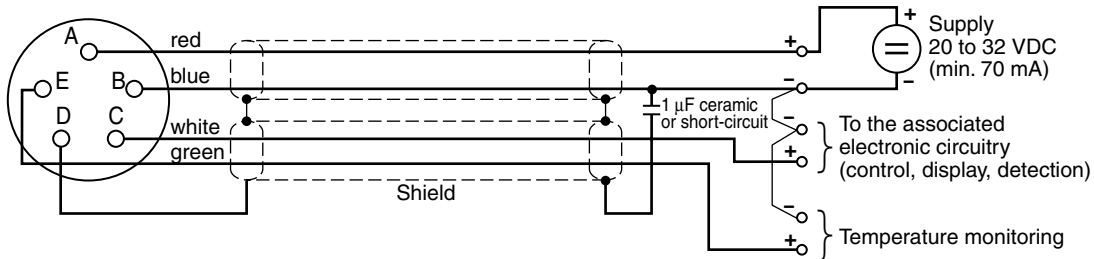 A
E
B
D
C
red
blue
white
green
Shield
1 µF ceramic
or short-circuit
+
−
−
+
−
+
+
−
Supply
20 to 32 VDC
(min. 70 mA)
To the associated
electronic circuitry
(control, display, detection)
Temperature monitoring